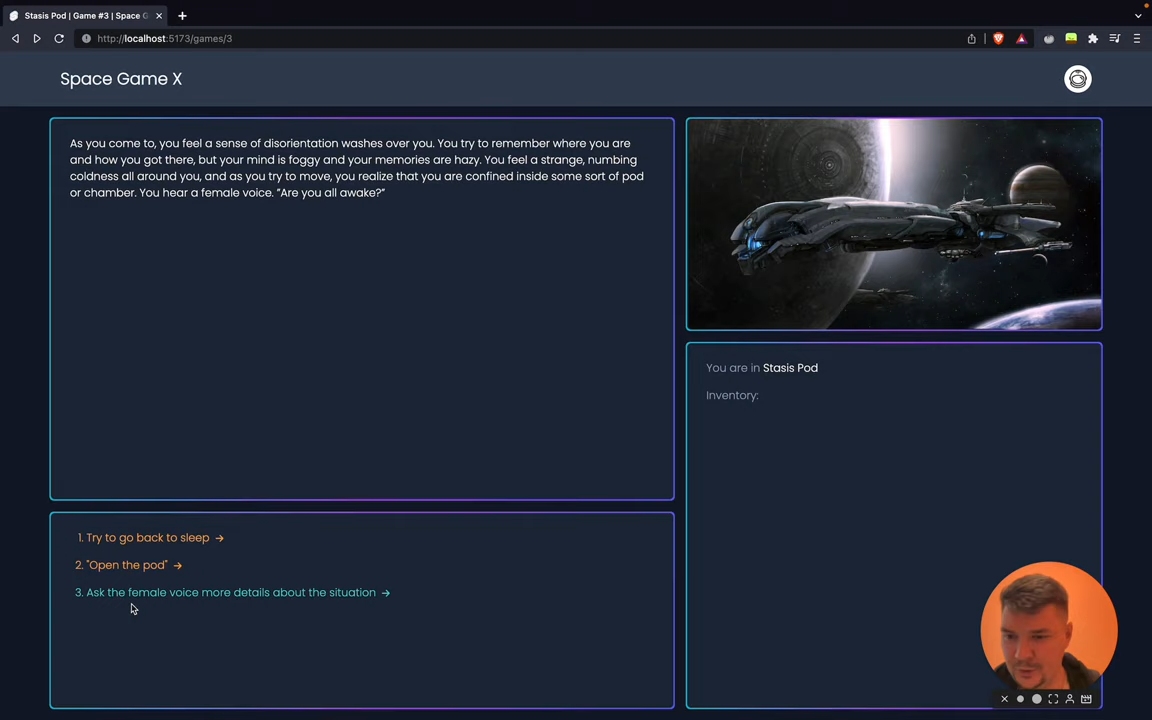 Stasis Pod | Game #3 | Space G
http://localhost:5173/games/3
Space Game X
As you come to, you feel a sense of disorientation washes over you. You try to remember where you are
and how you got there, but your mind is foggy and your memories are hazy. You feel a strange, numbing
coldness all around you, and as you try to move, you realize that you are confined inside some sort of pod
or chamber. You hear a female voice. "Are you all awake?"
You are in Stasis Pod
Inventory:
1. Try to go back to sleep →
2. "Open the pod" →
3. Ask the female voice more details about the situation →